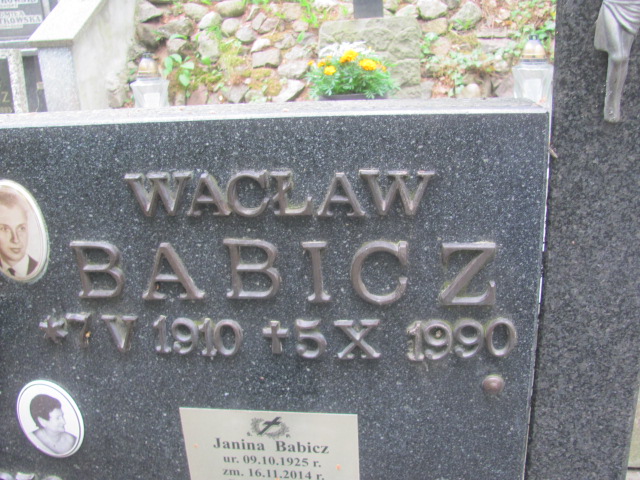 WACŁAW
BABICZ
*7 V 1910 ✝5 X 1990
Janina Babicz
ur. 09.10.1925 r.
zm. 16.11.2014 r.